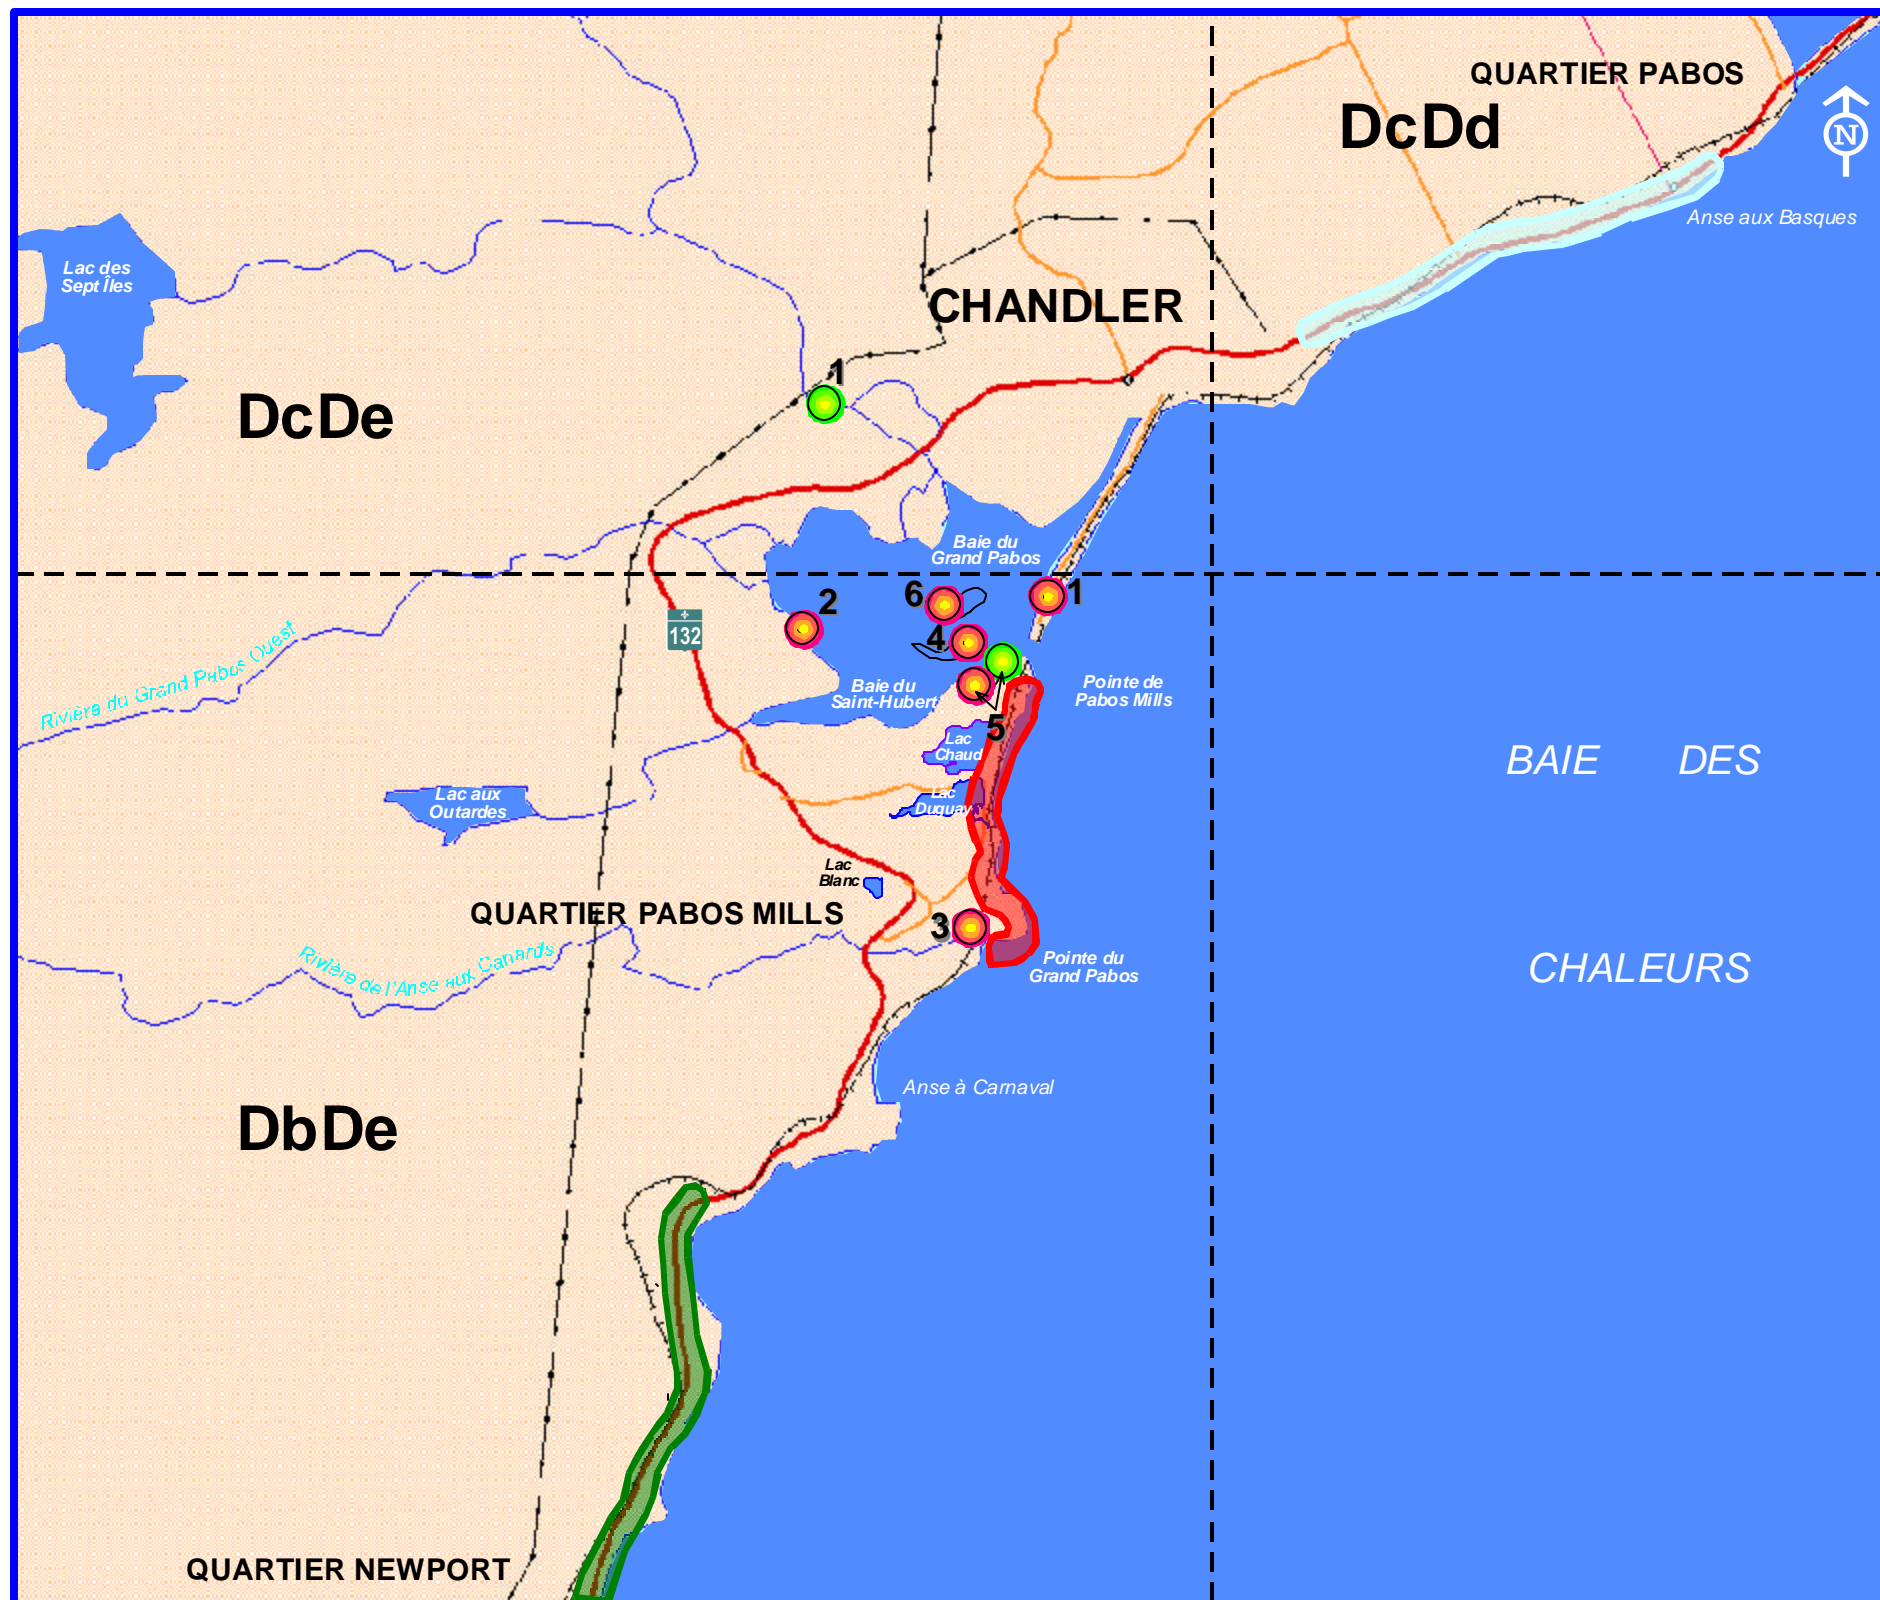 QUARTIER PABOS
DcDd
N
Anse aux Basques
Lac des
Sept Îles
CHANDLER
1
DcDe
Baie du
Grand Pabos
6
1
2
132
4
Rivière du Grand Pabos Ouest
Baie du
Saint-Hubert
Pointe de
Pabos Mills
5
Lac
Chaud
BAIE DES
Lac aux
Outardes
Lac
Duguay
Lac
Blanc
QUARTIER PABOS MILLS
3
Rivière de l'Anse aux Canards
Pointe du
Grand Pabos
CHALEURS
Anse à Carnaval
DbDe
QUARTIER NEWPORT